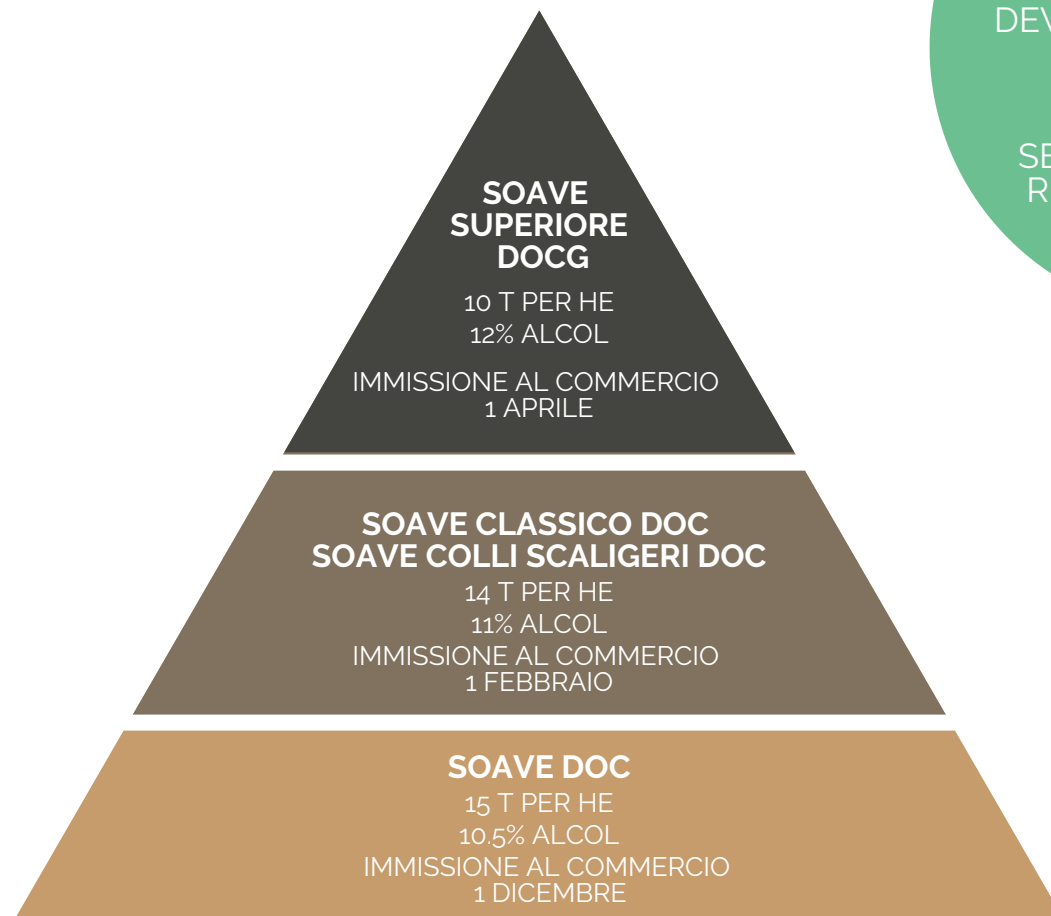 SOAVE
SUPERIORE
DOCG
10 T PER HE
12% ALCOL
IMMISSIONE AL COMMERCIO
1 APRILE
SOAVE CLASSICO DOC
SOAVE COLLI SCALIGERI DOC
14 T PER HE
11% ALCOL
IMMISSIONE AL COMMERCIO
1 FEBBRAIO
SOAVE DOC
15 T PER HE
10.5% ALCOL
IMMISSIONE AL COMMERCIO
1 DICEMBRE